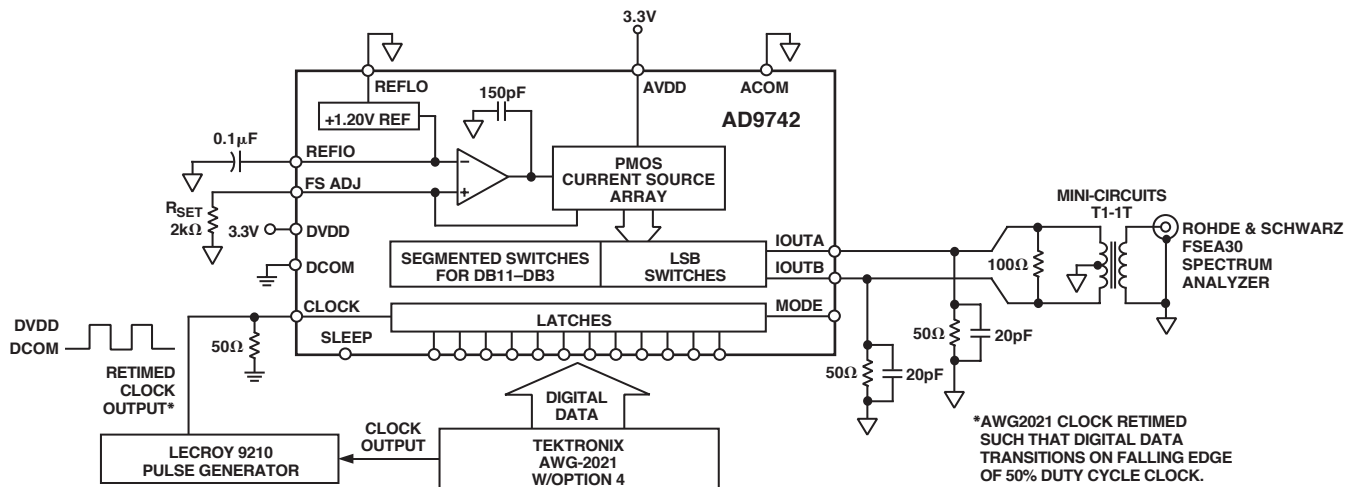 3.3V
REFLO
150pF
AVDD
ACOM
+1.20V REF
AD9742
0.1μF
REFIO
−
PMOS
CURRENT SOURCE
ARRAY
FS ADJ
+
RSET
2kΩ
3.3V
DVDD
DCOM
SEGMENTED SWITCHES
FOR DB11–DB3
LSB
SWITCHES
IOUTA
IOUTB
MINI-CIRCUITS
T1-1T
100Ω
ROHDE & SCHWARZ
FSEA30
SPECTRUM
ANALYZER
CLOCK
LATCHES
MODE
DVDD
DCOM
50Ω
SLEEP
50Ω
20pF
50Ω
20pF
RETIMED
CLOCK
OUTPUT*
DIGITAL
DATA
CLOCK
OUTPUT
LECROY 9210
PULSE GENERATOR
TEKTRONIX
AWG-2021
W/OPTION 4
*AWG2021 CLOCK RETIMED
SUCH THAT DIGITAL DATA
TRANSITIONS ON FALLING EDGE
OF 50% DUTY CYCLE CLOCK.